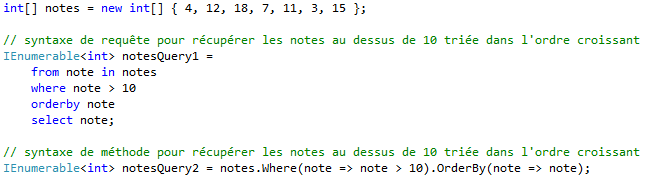 int[] notes = new int[] { 4, 12, 18, 7, 11, 3, 15 };
// syntaxe de requête pour récupérer les notes au dessus de 10 triée dans l'ordre croissant
IEnumerable<int> notesQuery1 =
    from note in notes
    where note > 10
    orderby note
    select note;
// syntaxe de méthode pour récupérer les notes au dessus de 10 triée dans l'ordre croissant
IEnumerable<int> notesQuery2 = notes.Where(note => note > 10).OrderBy(note => note);